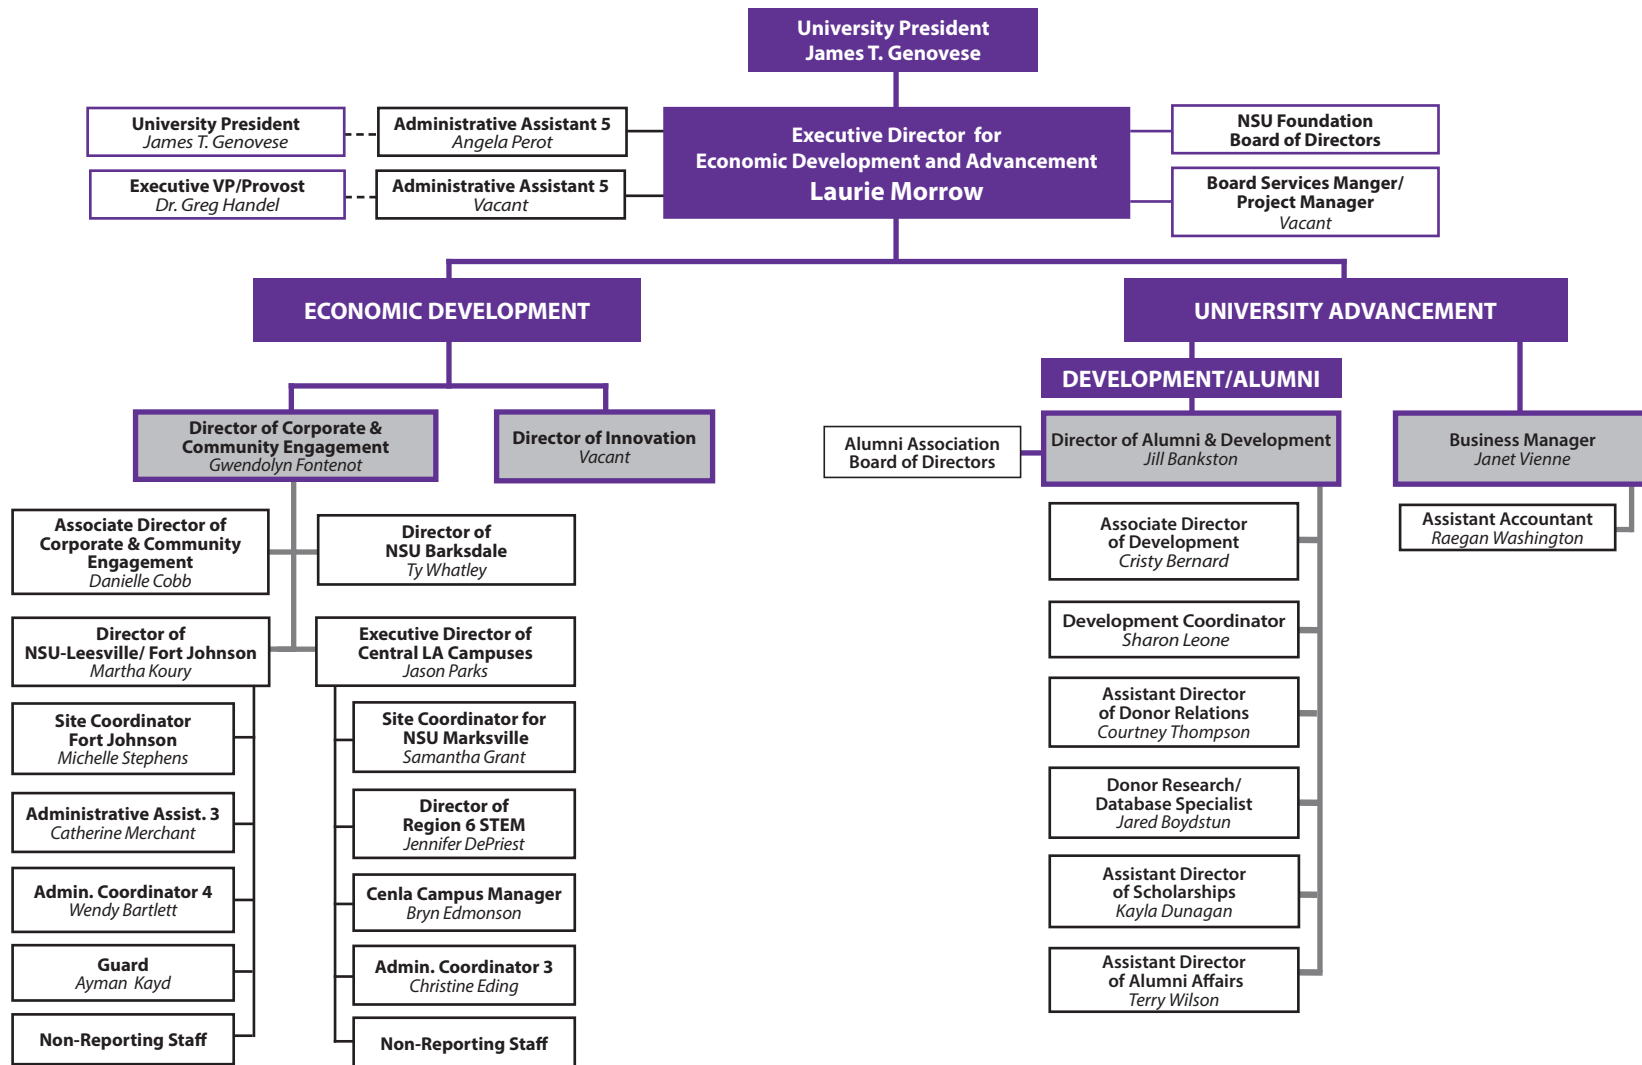 University President
James T. Genovese
University President
James T. Genovese
Administrative Assistant 5
Angela Perot
Executive VP/Provost
Dr. Greg Handel
Administrative Assistant 5
Vacant
Executive Director for
Economic Development and Advancement
Laurie Morrow
NSU Foundation
Board of Directors
Board Services Manger/
Project Manager
Vacant
ECONOMIC DEVELOPMENT
UNIVERSITY ADVANCEMENT
DEVELOPMENT/ALUMNI
Director of Corporate &
Community Engagement
Gwendolyn Fontenot
Director of Innovation
Vacant
Alumni Association
Board of Directors
Director of Alumni & Development
Jill Bankston
Business Manager
Janet Vienne
Associate Director of
Corporate & Community
Engagement
Danielle Cobb
Director of
NSU Barksdale
Ty Whatley
Director of
NSU-Leesville/ Fort Johnson
Martha Koury
Executive Director of
Central LA Campuses
Jason Parks
Site Coordinator
Fort Johnson
Michelle Stephens
Administrative Assist. 3
Catherine Merchant
Admin. Coordinator 4
Wendy Bartlett
Guard
Ayman Kayd
Non-Reporting Staff
Site Coordinator for
NSU Marksville
Samantha Grant
Director of
Region 6 STEM
Jennifer DePriest
Cenla Campus Manager
Bryn Edmonson
Admin. Coordinator 3
Christine Eding
Non-Reporting Staff
Associate Director
of Development
Cristy Bernard
Development Coordinator
Sharon Leone
Assistant Director
of Donor Relations
Courtney Thompson
Donor Research/
Database Specialist
Jared Boydstun
Assistant Director
of Scholarships
Kayla Dunagan
Assistant Director
of Alumni Affairs
Terry Wilson
Assistant Accountant
Raegan Washington